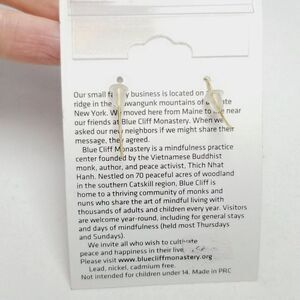 Our small family business is located on
ridge in the Shawangunk mountains of upstate
New York. We moved here from Maine to be near
our friends at Blue Cliff Monastery. When we
asked our new neighbors if we might share their
message, they agreed.
Blue Cliff Monastery is a mindfulness practice
center founded by the Vietnamese Buddhist
monk, author, and peace activist, Thich Nhat
Hanh. Nestled on 70 peaceful acres of woodland
in the southern Catskill region, Blue Cliff is
home to a thriving community of monks and
nuns who share the art of mindful living with
thousands of adults and children every year. Visitors
are welcome year-round, including for general stays
and days of mindfulness (held most Thursdays
and Sundays).
We invite all who wish to cultivate
peace and happiness in their
Please visit www.bluecliffmonastery.org
Lead, nickel, cadmium free.
Not intended for children under 14. Made in PRC